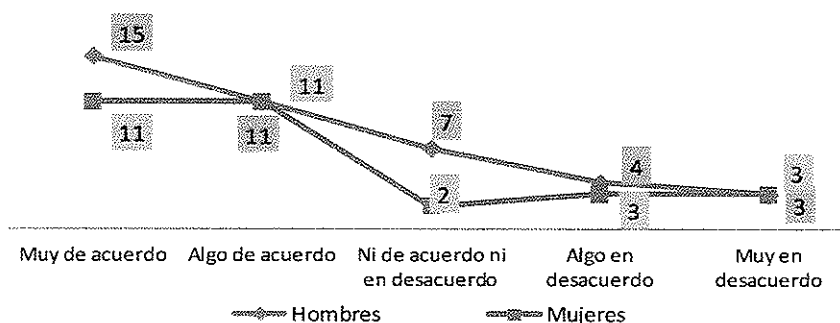 15
11
11
11
7
2
4
3
3
3
Muy de acuerdo
Algo de acuerdo
Ni de acuerdo ni
en desacuerdo
Algo en
desacuerdo
Muy en
desacuerdo
Hombres
Mujeres